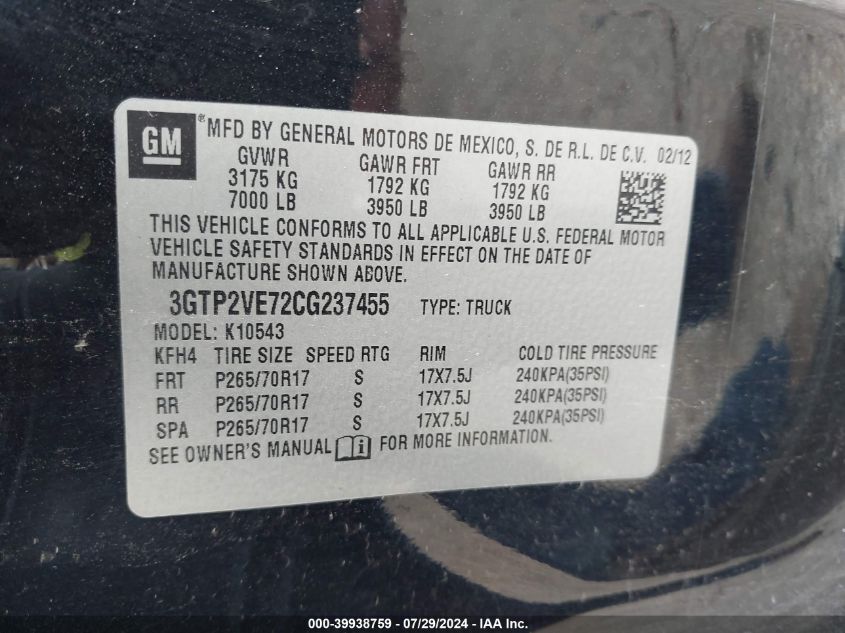 GM ® MFD BY GENERAL MOTORS DE MEXICO, S. DE R.L. DE C.V. 02/12
GVWR GAWR FRT GAWR RR
3175 KG 1792 KG 1792 KG
7000 LB 3950 LB 3950 LB
THIS VEHICLE CONFORMS TO ALL APPLICABLE U.S. FEDERAL MOTOR
VEHICLE SAFETY STANDARDS IN EFFECT ON THE DATE OF
MANUFACTURE SHOWN ABOVE.
3GTP2VE72CG237455 TYPE: TRUCK
MODEL: K10543
KFH4 TIRE SIZE SPEED RTG RIM COLD TIRE PRESSURE
FRT P265/70R17 S 17X7.5J 240KPA(35PSI)
RR P265/70R17 S 17X7.5J 240KPA(35PSI)
SPA P265/70R17 S 17X7.5J 240KPA(35PSI)
SEE OWNER'S MANUAL i FOR MORE INFORMATION.
000-39938759 - 07/29/2024 - IAA Inc.